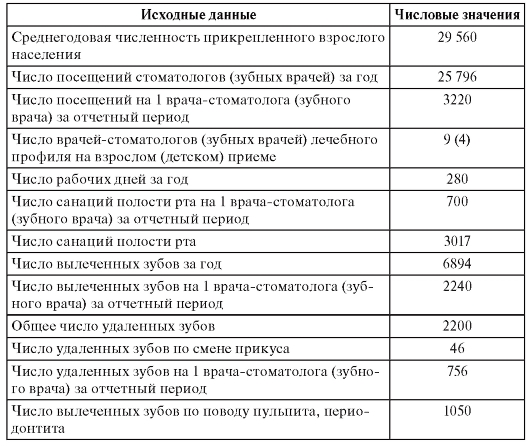 Исходные данные
Числовые значения
Среднегодовая численность прикрепленного взрослого
населения
29 560
Число посещений стоматологов (зубных врачей) за год
25 796
Число посещений на 1 врача-стоматолога (зубного
врача) за отчетный период
3220
Число врачей-стоматологов (зубных врачей) лечебного
профиля на взрослом (детском) приеме
9 (4)
Число рабочих дней за год
280
Число санаций полости рта на 1 врача-стоматолога
(зубного врача) за отчетный период
700
Число санаций полости рта
3017
Число вылеченных зубов за год
6894
Число вылеченных зубов на 1 врача-стоматолога (зуб-
ного врача) за отчетный период
2240
Общее число удаленных зубов
2200
Число удаленных зубов по смене прикуса
46
Число удаленных зубов на 1 врача-стоматолога (зубно-
го врача) за отчетный период
756
Число вылеченных зубов по поводу пульпита, перио-
донтита
1050